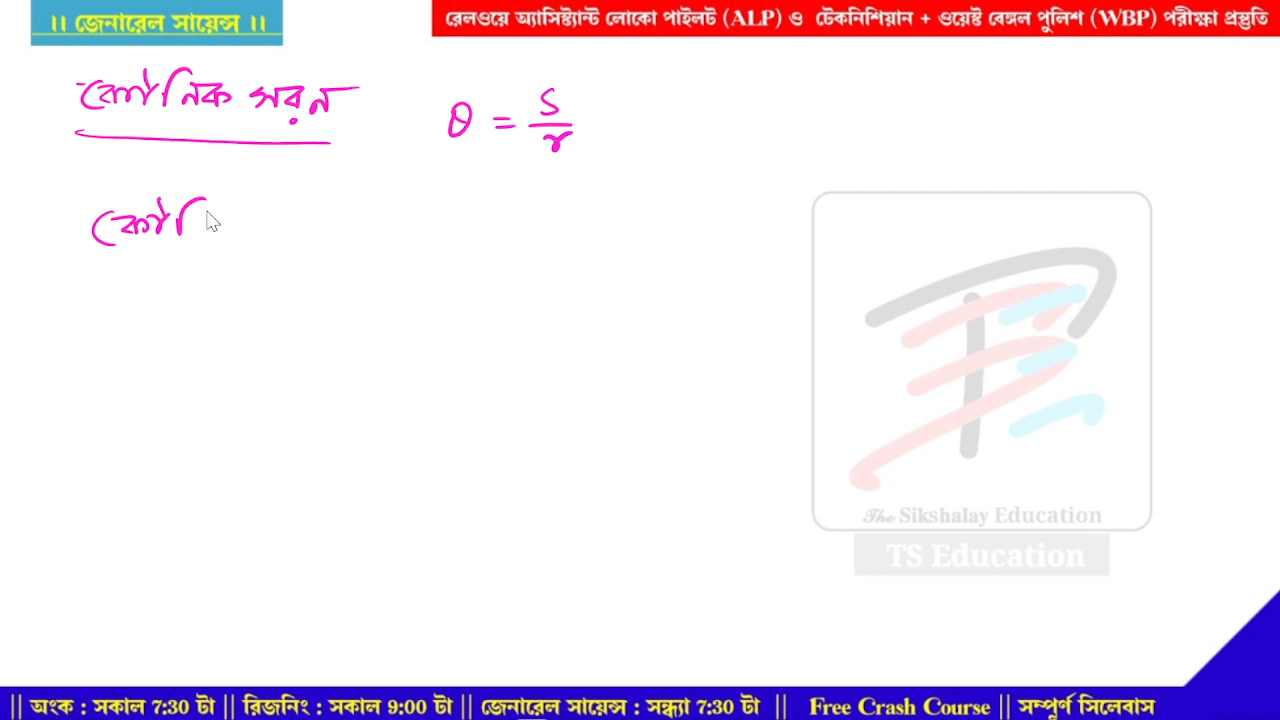 ।। জেনারেল সায়েন্স ।।
রেলওয়ে অ্যাসিস্ট্যান্ট লোকো পাইলট (ALP) ও টেকনিশিয়ান + ওয়েস্ট বেঙ্গল পুলিশ (WBP) পরীক্ষা প্রস্তুতি
কৌনিক সরন
θ = S/r
কৌনি
The Sikshalay Education
TS Education
|| অংক : সকাল 7:30 টা || রিজনিং : সকাল 9:00 টা || জেনারেল সায়েন্স : সন্ধ্যা 7:30 টা || Free Crash Course || সম্পূর্ণ সিলেবাস